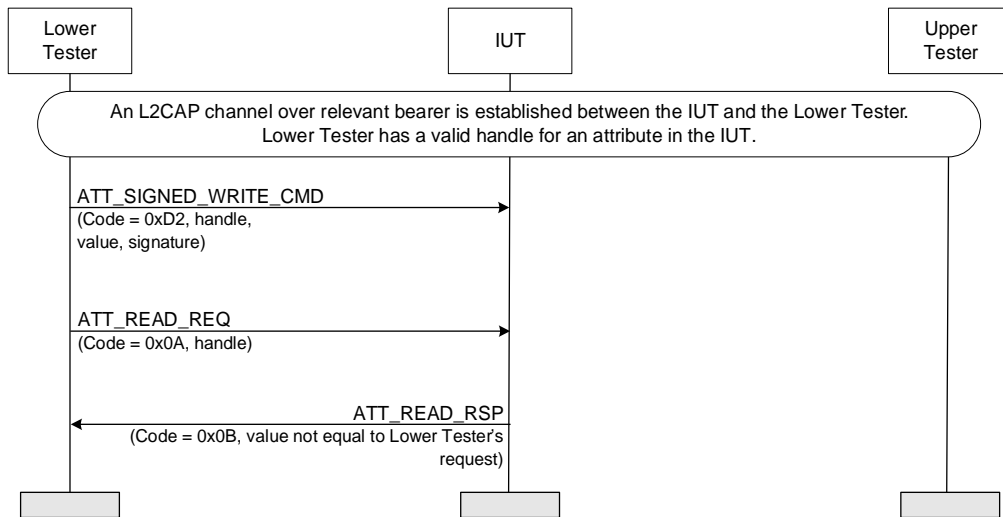 Lower
Tester
IUT
Upper
Tester
An L2CAP channel over relevant bearer is established between the IUT and the Lower Tester.
Lower Tester has a valid handle for an attribute in the IUT.
ATT_SIGNED_WRITE_CMD
(Code = 0xD2, handle,
value, signature)
ATT_READ_REQ
(Code = 0x0A, handle)
ATT_READ_RSP
(Code = 0x0B, value not equal to Lower Tester's
request)